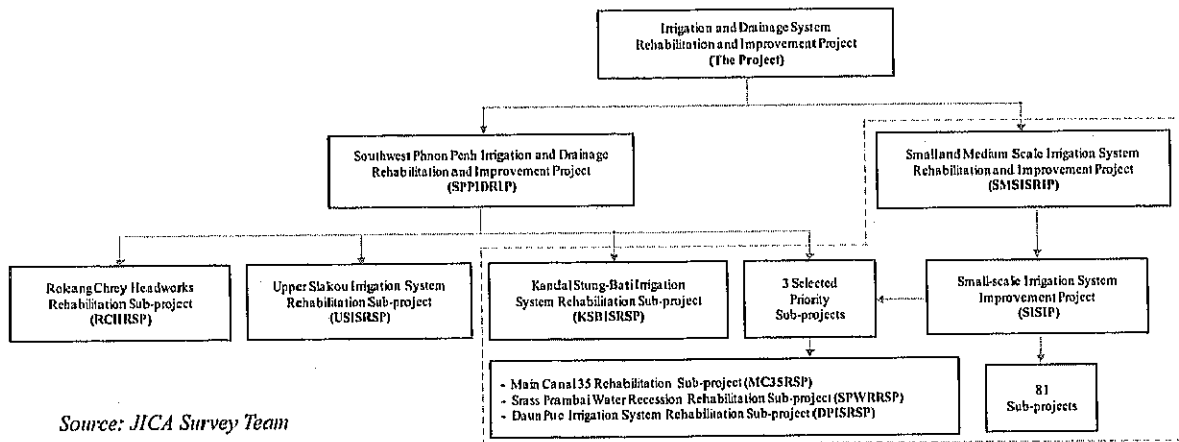 Irrigation and Drainage System
Rehabilitation and Improvement Project
(The Project)
Southwest Phnon Penh Irrigation and Drainage
Rehabilitation and Improvement Project
(SPPIDRIP)
Small and Medium Scale Irrigation System
Rehabilitation and Improvement Project
(SMSISRIP)
Rokang Chrey Headworks
Rehabilitation Sub-project
(RCHRSP)
Upper Slakou Irrigation System
Rehabilitation Sub-project
(USISRSP)
Kandal Stung-Bati Irrigation
System Rehabilitation Sub-project
(KSBISRSP)
3 Selected
Priority
Sub-projects
Small-scale Irrigation System
Improvement Project
(SISIP)
- Main Canal 35 Rehabilitation Sub-project (MC35RSP)
- Srass Prambai Water Recession Rehabilitation Sub-project (SPWRRSP)
- Daun Pue Irrigation System Rehabilitation Sub-project (DPISRSP)
81
Sub-projects
Source: JICA Survey Team